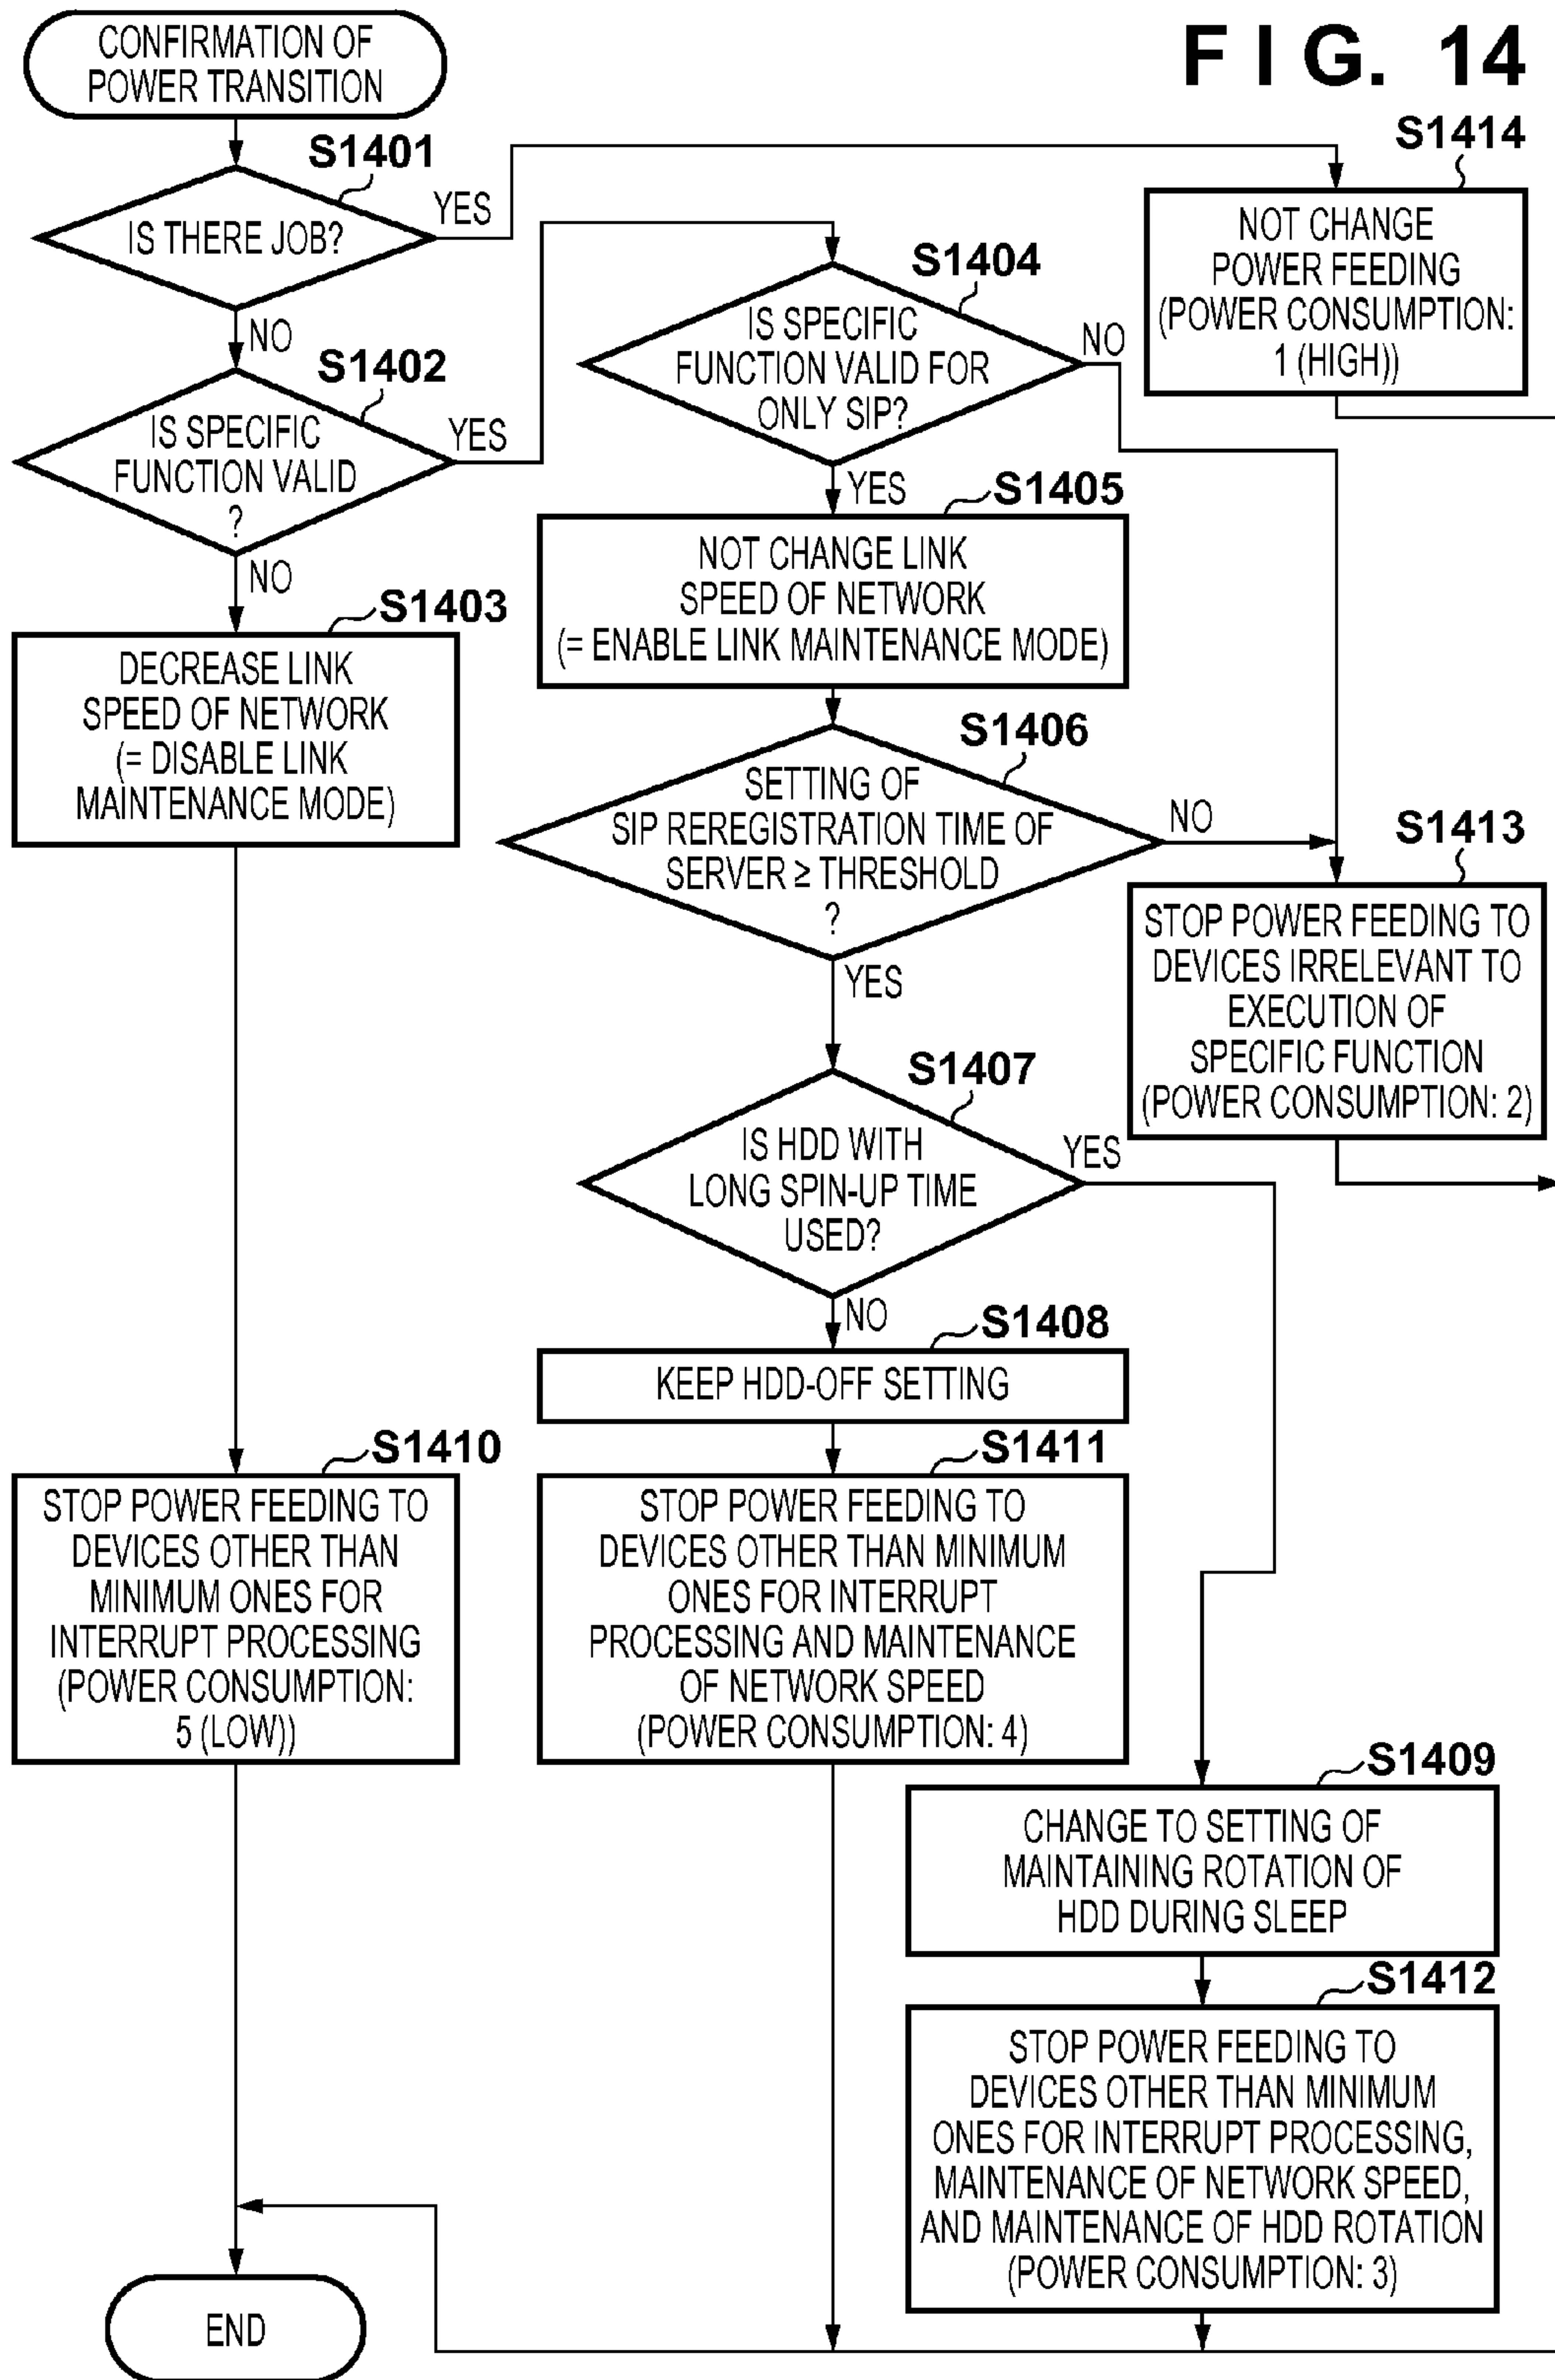 FIG. 14
CONFIRMATION OF
POWER TRANSITION
S1401
IS THERE JOB?
YES
NO
S1402
IS SPECIFIC
FUNCTION VALID
?
YES
NO
S1403
DECREASE LINK
SPEED OF NETWORK
(= DISABLE LINK
MAINTENANCE MODE)
S1404
IS SPECIFIC
FUNCTION VALID FOR
ONLY SIP?
NO
YES
S1405
NOT CHANGE LINK
SPEED OF NETWORK
(= ENABLE LINK MAINTENANCE MODE)
S1406
SETTING OF
SIP REREGISTRATION TIME OF
SERVER ≥ THRESHOLD
?
NO
YES
S1407
IS HDD WITH
LONG SPIN-UP TIME
USED?
YES
NO
S1408
KEEP HDD-OFF SETTING
S1410
STOP POWER FEEDING TO
DEVICES OTHER THAN
MINIMUM ONES FOR
INTERRUPT PROCESSING
(POWER CONSUMPTION:
5 (LOW))
S1411
STOP POWER FEEDING TO
DEVICES OTHER THAN MINIMUM
ONES FOR INTERRUPT
PROCESSING AND MAINTENANCE
OF NETWORK SPEED
(POWER CONSUMPTION: 4)
S1409
CHANGE TO SETTING OF
MAINTAINING ROTATION OF
HDD DURING SLEEP
S1412
STOP POWER FEEDING TO
DEVICES OTHER THAN MINIMUM
ONES FOR INTERRUPT PROCESSING,
MAINTENANCE OF NETWORK SPEED,
AND MAINTENANCE OF HDD ROTATION
(POWER CONSUMPTION: 3)
S1413
STOP POWER FEEDING TO
DEVICES IRRELEVANT TO
EXECUTION OF
SPECIFIC FUNCTION
(POWER CONSUMPTION: 2)
S1414
NOT CHANGE
POWER FEEDING
(POWER CONSUMPTION:
1 (HIGH))
END